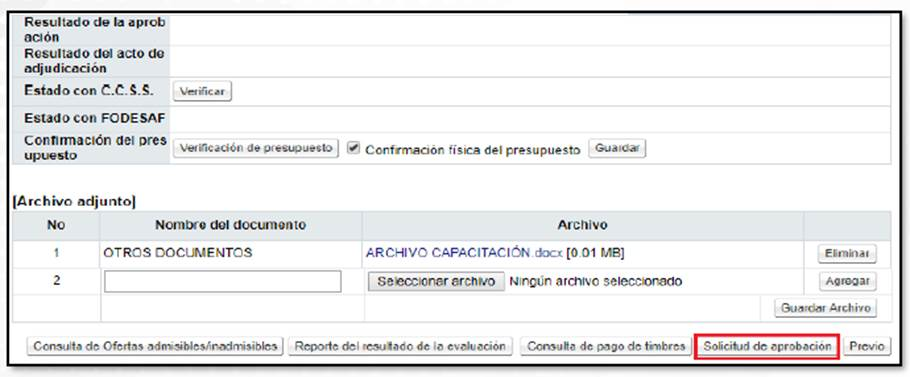 Resultado de la aprob
ación
Resultado del acto de
adjudicación
Estado con C.C.S.S. Verificar
Estado con FODESAF
Confirmación del pres
upuesto Verificación de presupuesto Confirmación física del presupuesto Guardar
[Archivo adjunto]
No Nombre del documento Archivo
1 OTROS DOCUMENTOS ARCHIVO CAPACITACIÓN.docx [0.01 MB] Eliminar
2 Seleccionar archivo Ningún archivo seleccionado Agregar
Guardar Archivo
Consulta de Ofertas admisibles/inadmisibles Reporte del resultado de la evaluación Consulta de pago de timbres Solicitud de aprobación Previo